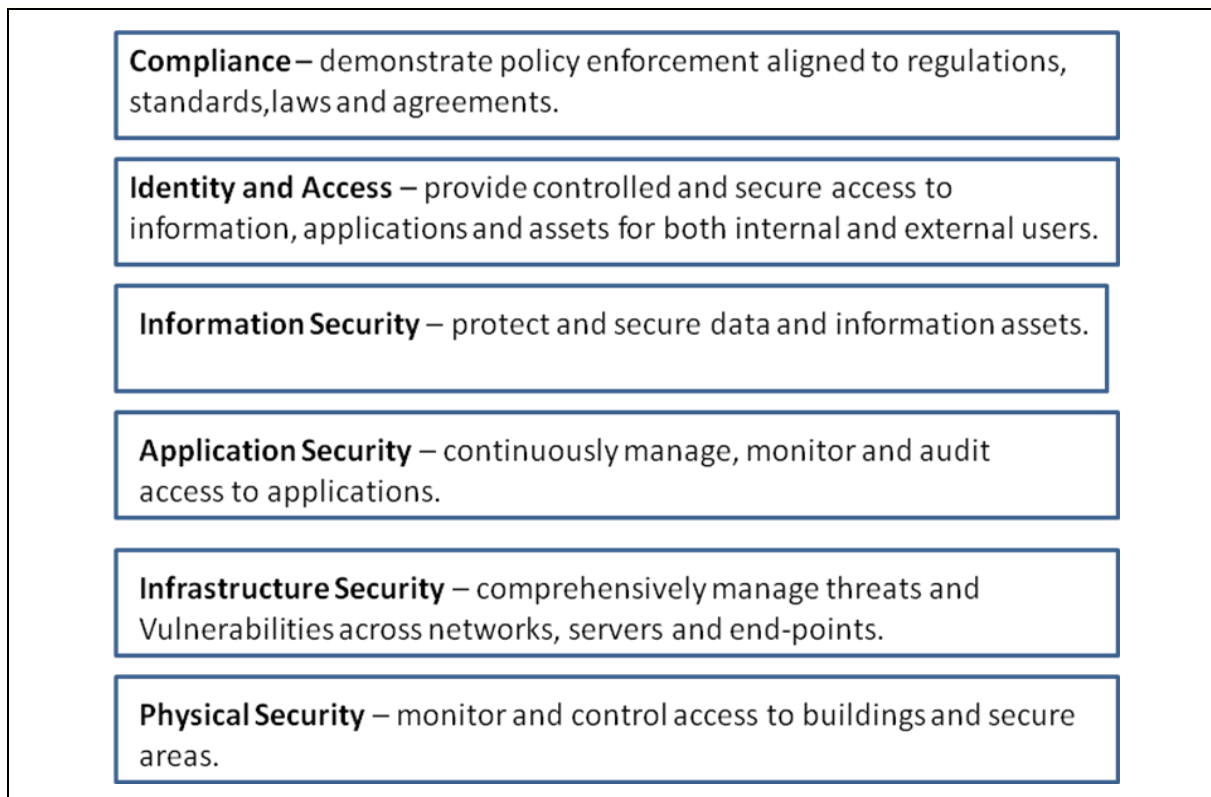 Compliance – demonstrate policy enforcement aligned to regulations,
standards,laws and agreements.
Identity and Access – provide controlled and secure access to
information, applications and assets for both internal and external users.
Information Security – protect and secure data and information assets.
Application Security – continuously manage, monitor and audit
access to applications.
Infrastructure Security – comprehensively manage threats and
Vulnerabilities across networks, servers and end-points.
Physical Security – monitor and control access to buildings and secure
areas.